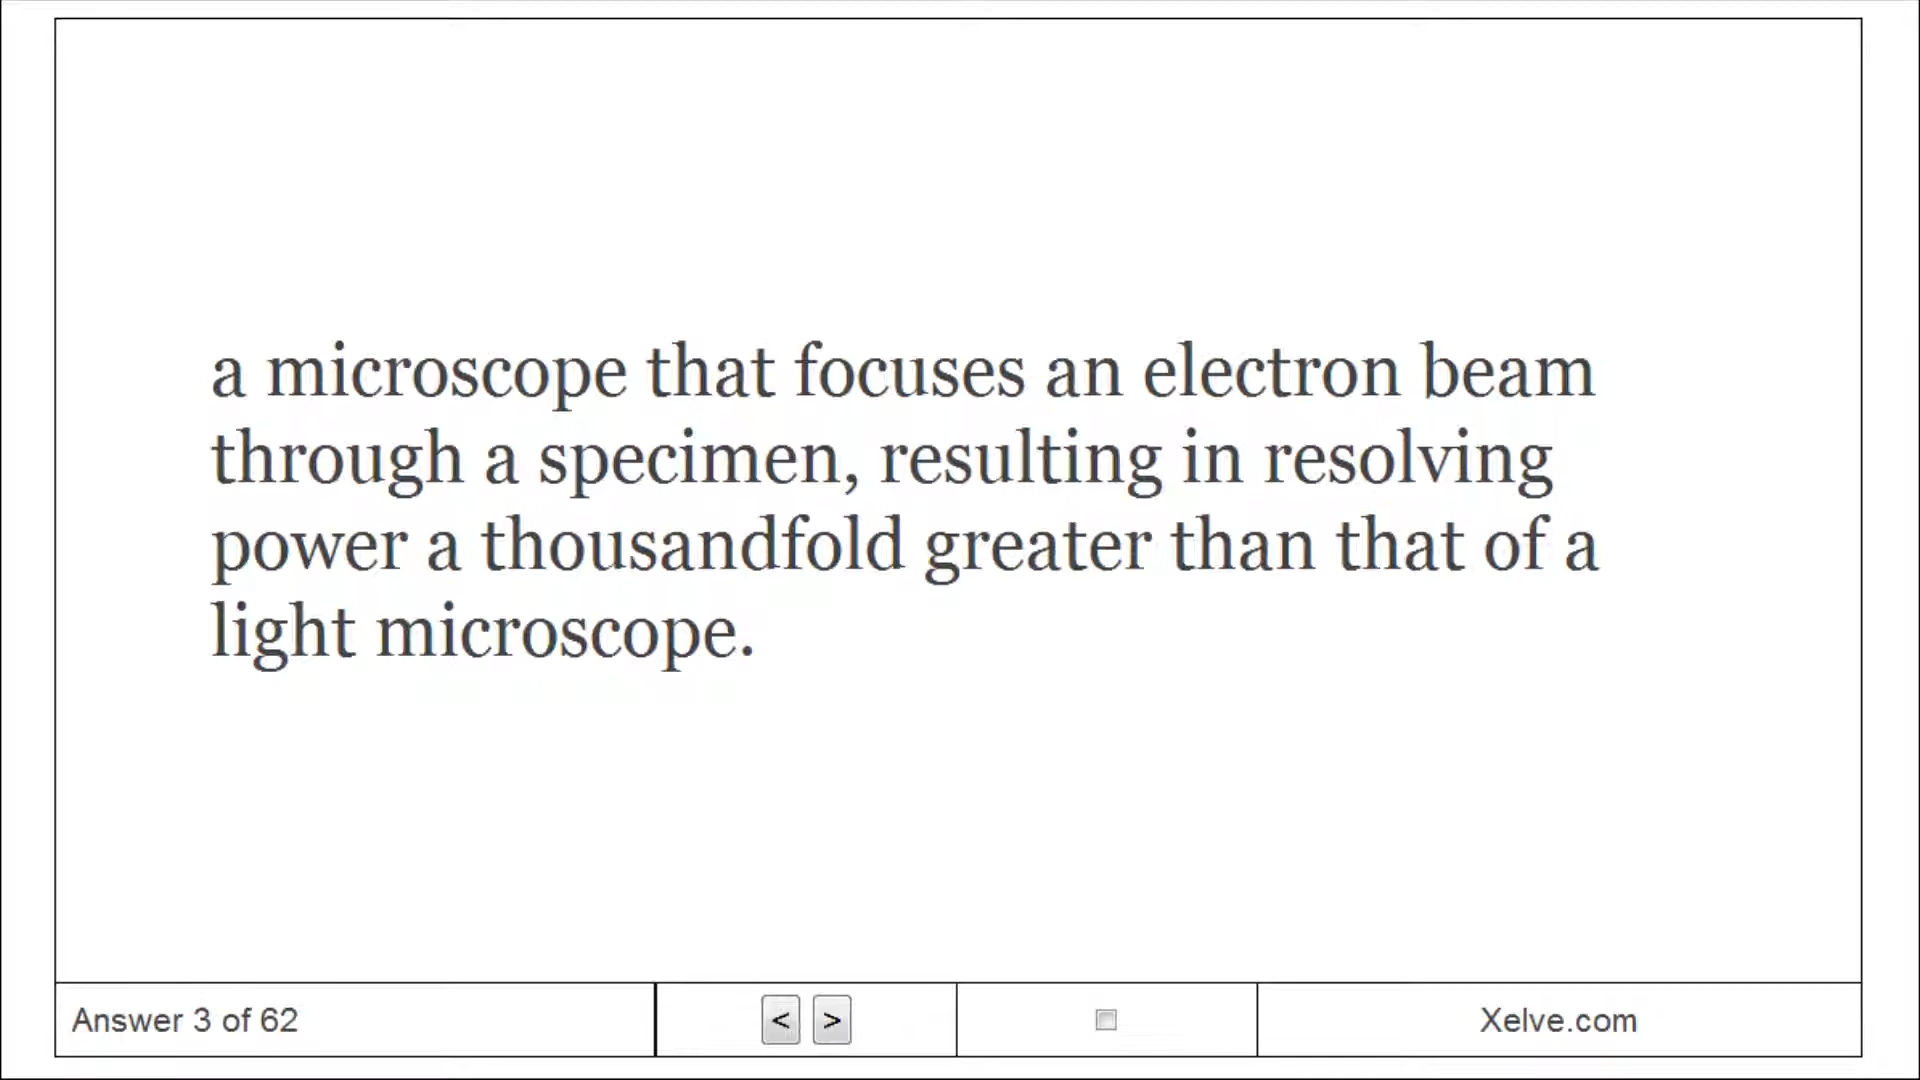 a microscope that focuses an electron beam
through a specimen, resulting in resolving
power a thousandfold greater than that of a
light microscope.
Answer 3 of 62
< >
Xelve.com